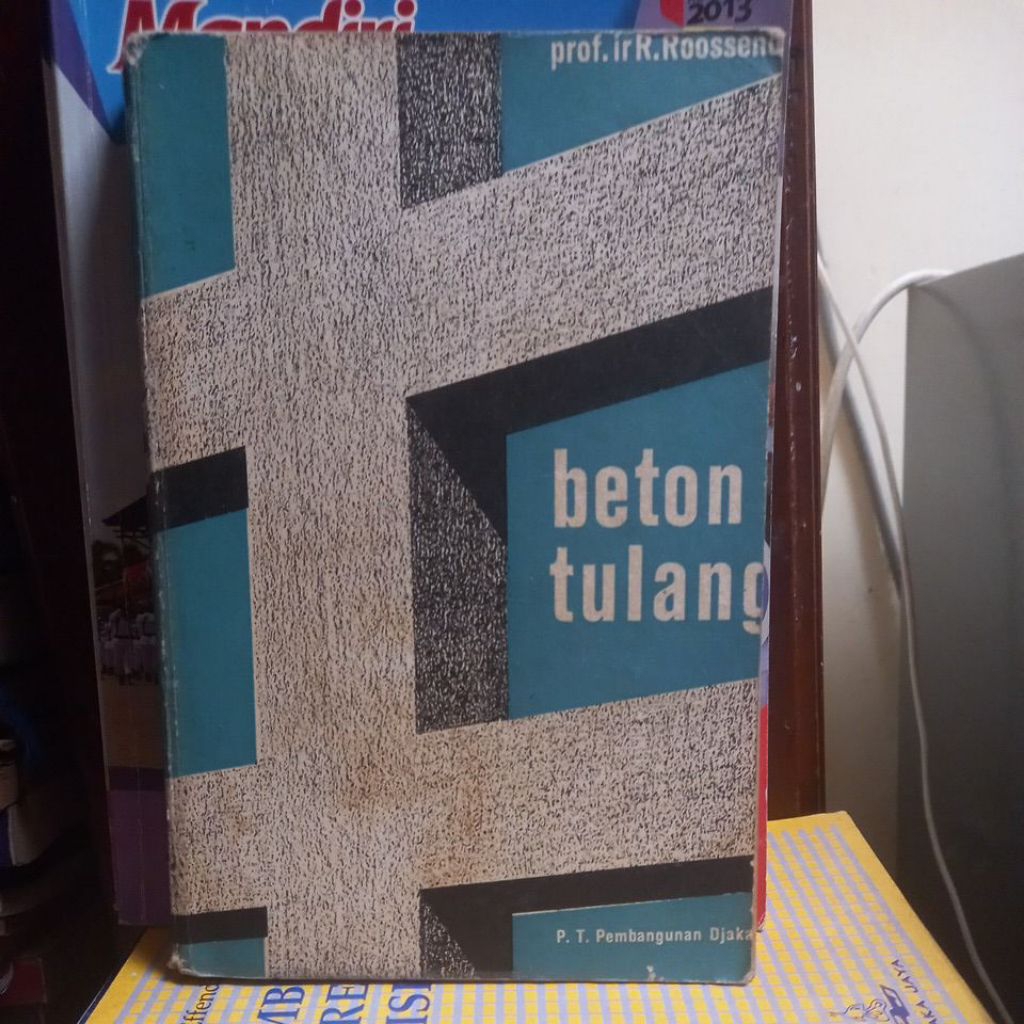 Mandiri
2013
prof.ir R.Roossen
beton
tulang
P. T. Pembangunan Djaka